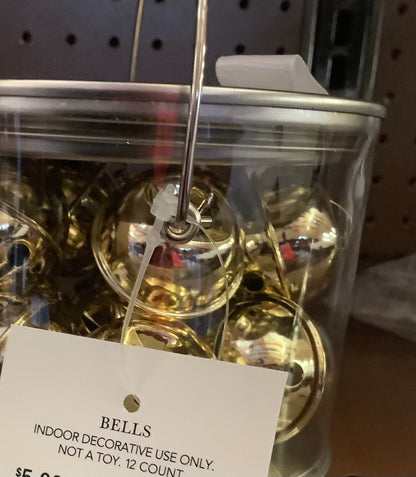 BELLS
INDOOR DECORATIVE USE ONLY.
NOT A TOY. 12 COUNT